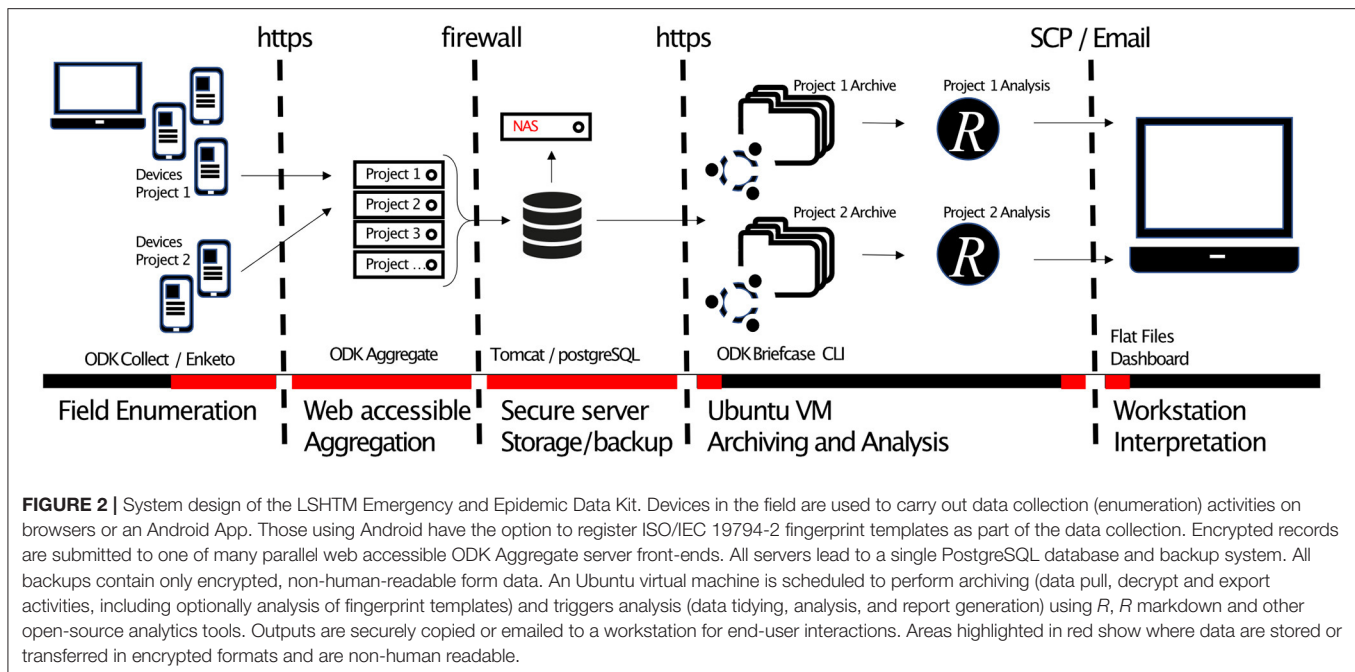 https
firewall
https
SCP / Email
Devices
Project 1
Devices
Project 2
Project 1
Project 2
Project 3
Project ...
NAS
Project 1 Archive
Project 1 Analysis
R
Project 2 Archive
Project 2 Analysis
R
ODK Collect / Enketo
ODK Aggregate
Tomcat / postgreSQL
ODK Briefcase CLI
Flat Files
Dashboard
Field Enumeration
Web accessible
Aggregation
Secure server
Storage/backup
Ubuntu VM
Archiving and Analysis
Workstation
Interpretation
FIGURE 2 | System design of the LSHTM Emergency and Epidemic Data Kit. Devices in the field are used to carry out data collection (enumeration) activities on
browsers or an Android App. Those using Android have the option to register ISO/IEC 19794-2 fingerprint templates as part of the data collection. Encrypted records
are submitted to one of many parallel web accessible ODK Aggregate server front-ends. All servers lead to a single PostgreSQL database and backup system. All
backups contain only encrypted, non-human-readable form data. An Ubuntu virtual machine is scheduled to perform archiving (data pull, decrypt and export
activities, including optionally analysis of fingerprint templates) and triggers analysis (data tidying, analysis, and report generation) using R, R markdown and other
open-source analytics tools. Outputs are securely copied or emailed to a workstation for end-user interactions. Areas highlighted in red show where data are stored or
transferred in encrypted formats and are non-human readable.